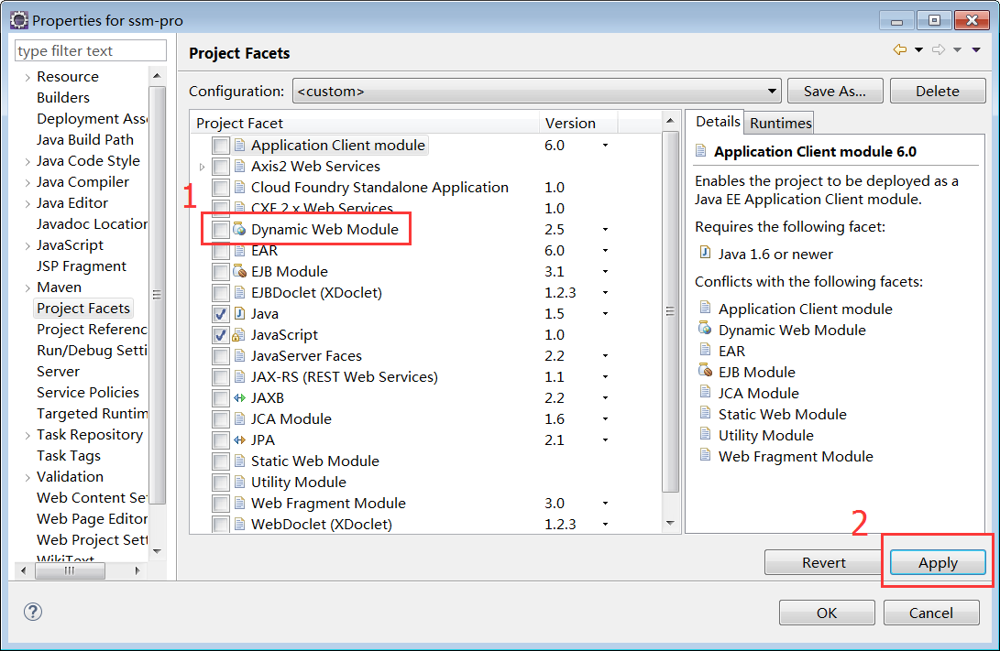 Properties for ssm-pro
type filter text
Resource
Builders
Deployment Asse
Java Build Path
Java Code Style
Java Compiler
Java Editor
Javadoc Location
JavaScript
JSP Fragment
Maven
Project Facets
Project Referenc
Run/Debug Setti
Server
Service Policies
Targeted Runtim
Task Repository
Task Tags
Validation
Web Content Set
Web Page Editor
Web Project Sett
WikiText
Project Facets
Configuration: <custom> Save As... Delete
Project Facet Version
Application Client module 6.0
Axis2 Web Services
Cloud Foundry Standalone Application 1.0
1
CXF 2.x Web Services 1.0
Dynamic Web Module 2.5
EAR 6.0
EJB Module 3.1
EJBDoclet (XDoclet) 1.2.3
Java 1.5
JavaScript 1.0
JavaServer Faces 2.2
JAX-RS (REST Web Services) 1.1
JAXB 2.2
JCA Module 1.6
JPA 2.1
Static Web Module
Utility Module
Web Fragment Module 3.0
WebDoclet (XDoclet) 1.2.3
Details Runtimes
Application Client module 6.0
Enables the project to be deployed as a
Java EE Application Client module.
Requires the following facet:
Java 1.6 or newer
Conflicts with the following facets:
Application Client module
Dynamic Web Module
EAR
EJB Module
JCA Module
Static Web Module
Utility Module
Web Fragment Module
2
Revert Apply
OK Cancel